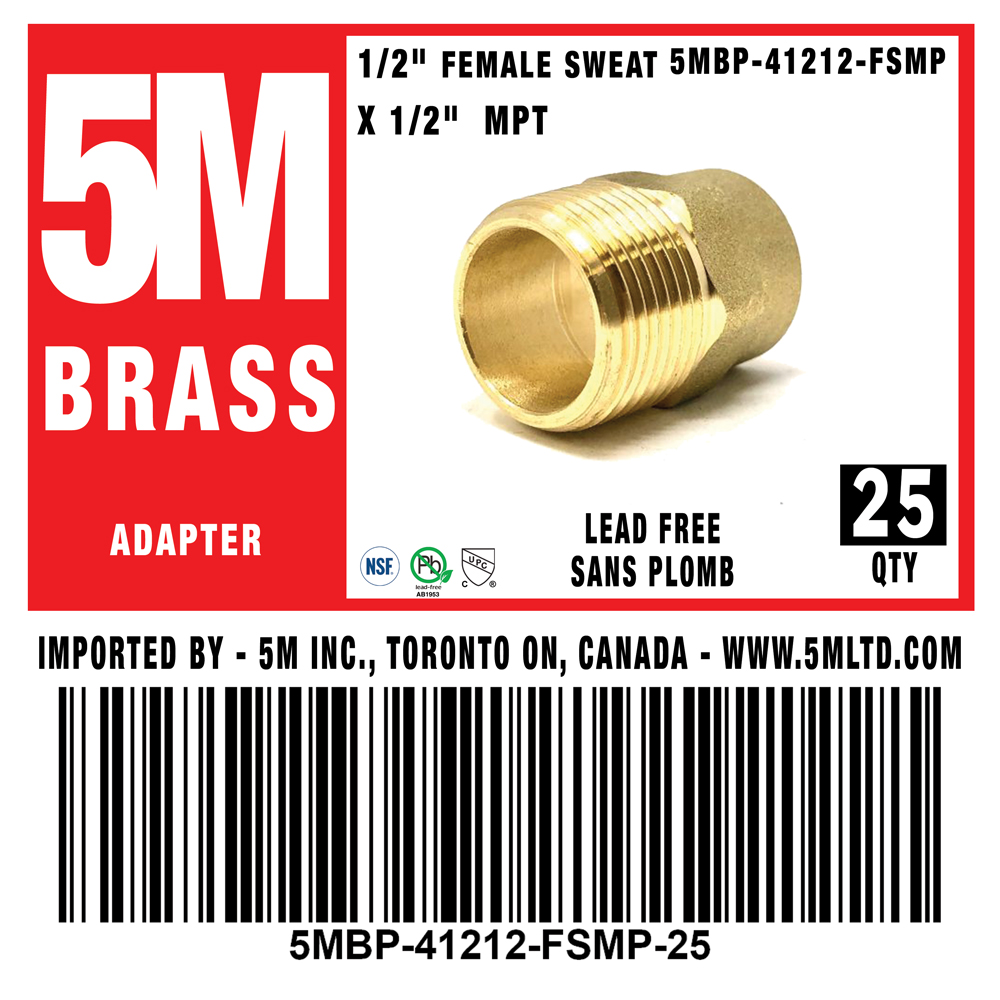 5M
BRASS
ADAPTER
1/2" FEMALE SWEAT 5MBP-41212-FSMP
X 1/2" MPT
25
QTY
LEAD FREE
SANS PLOMB
NSF.
Pb
lead-free
AB1953
UPC
C ®
IMPORTED BY - 5M INC., TORONTO ON, CANADA - WWW.5MLTD.COM
5MBP-41212-FSMP-25